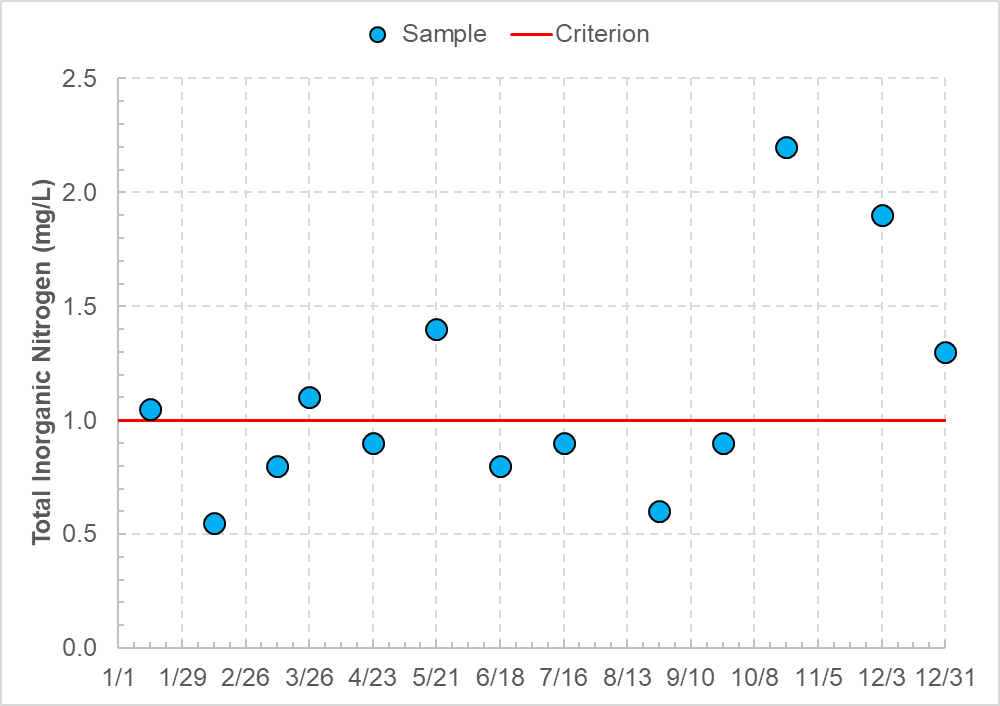 Sample Criterion
Total Inorganic Nitrogen (mg/L)
2.5
2.0
1.5
1.0
0.5
0.0
1/1 1/29 2/26 3/26 4/23 5/21 6/18 7/16 8/13 9/10 10/8 11/5 12/3 12/31